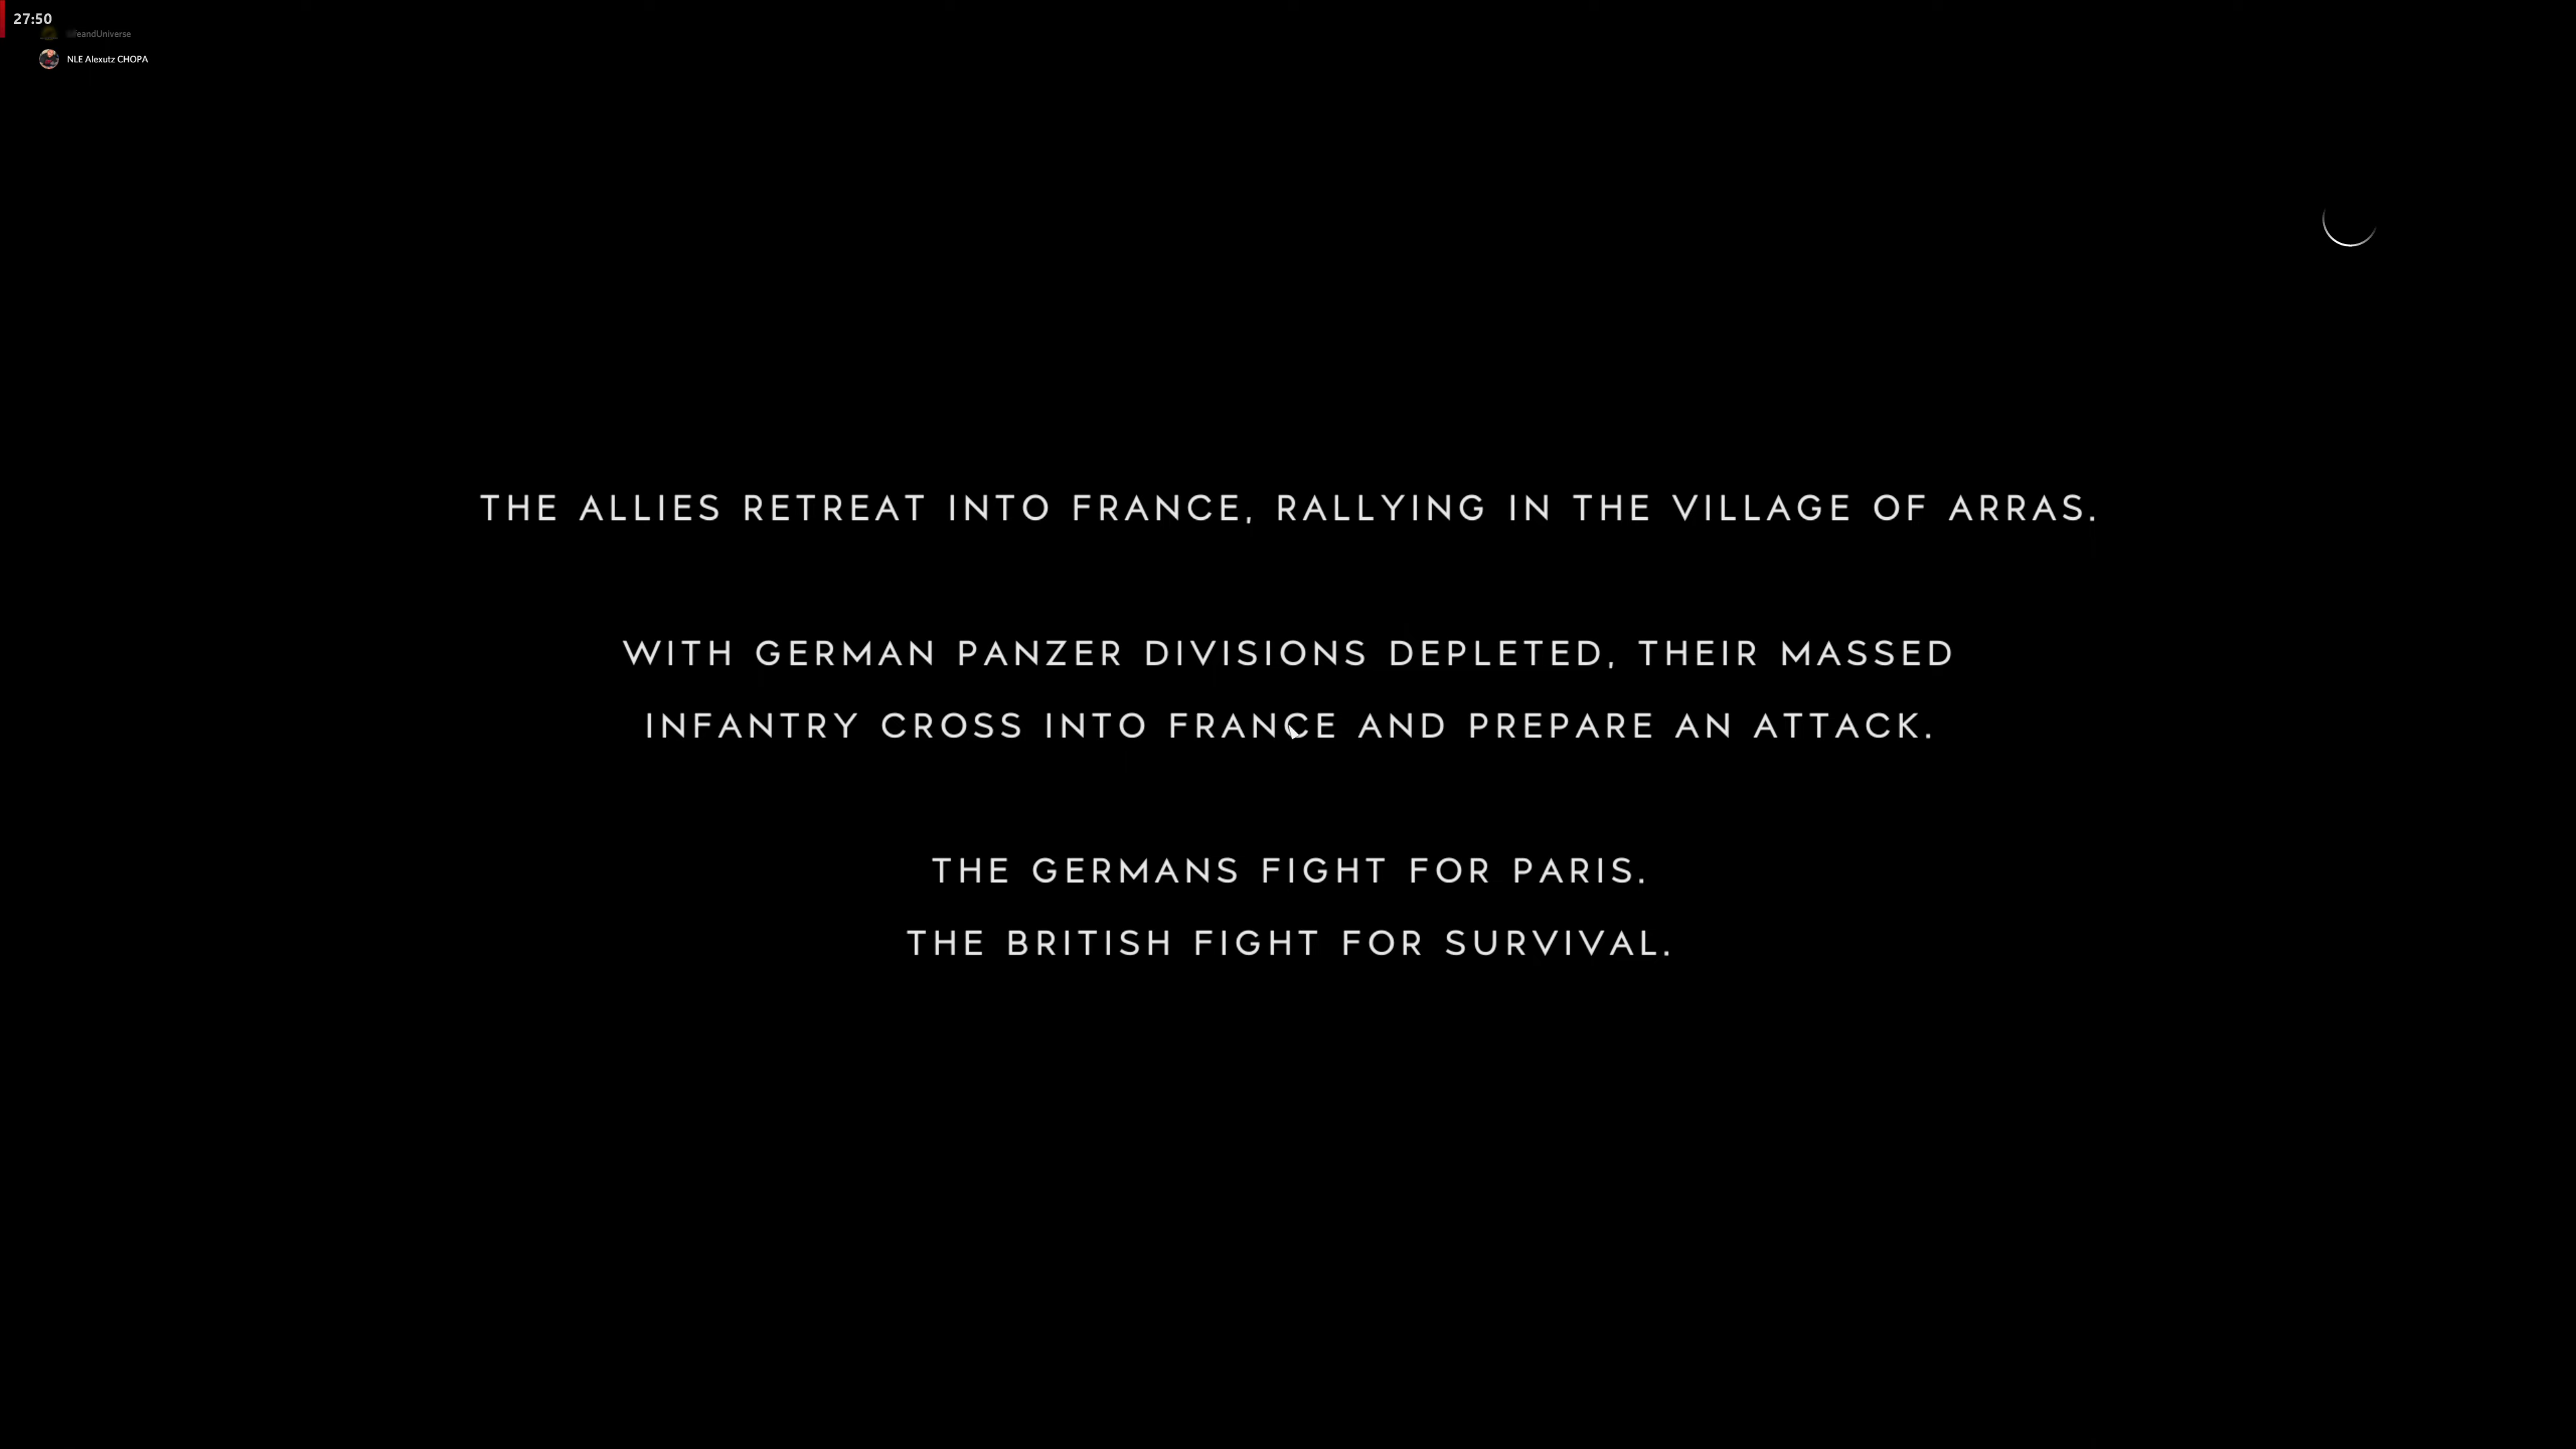 27:50
NLE Alexutz CHOPA
THE ALLIES RETREAT INTO FRANCE, RALLYING IN THE VILLAGE OF ARRAS.
WITH GERMAN PANZER DIVISIONS DEPLETED, THEIR MASSED
INFANTRY CROSS INTO FRANCE AND PREPARE AN ATTACK.
THE GERMANS FIGHT FOR PARIS.
THE BRITISH FIGHT FOR SURVIVAL.